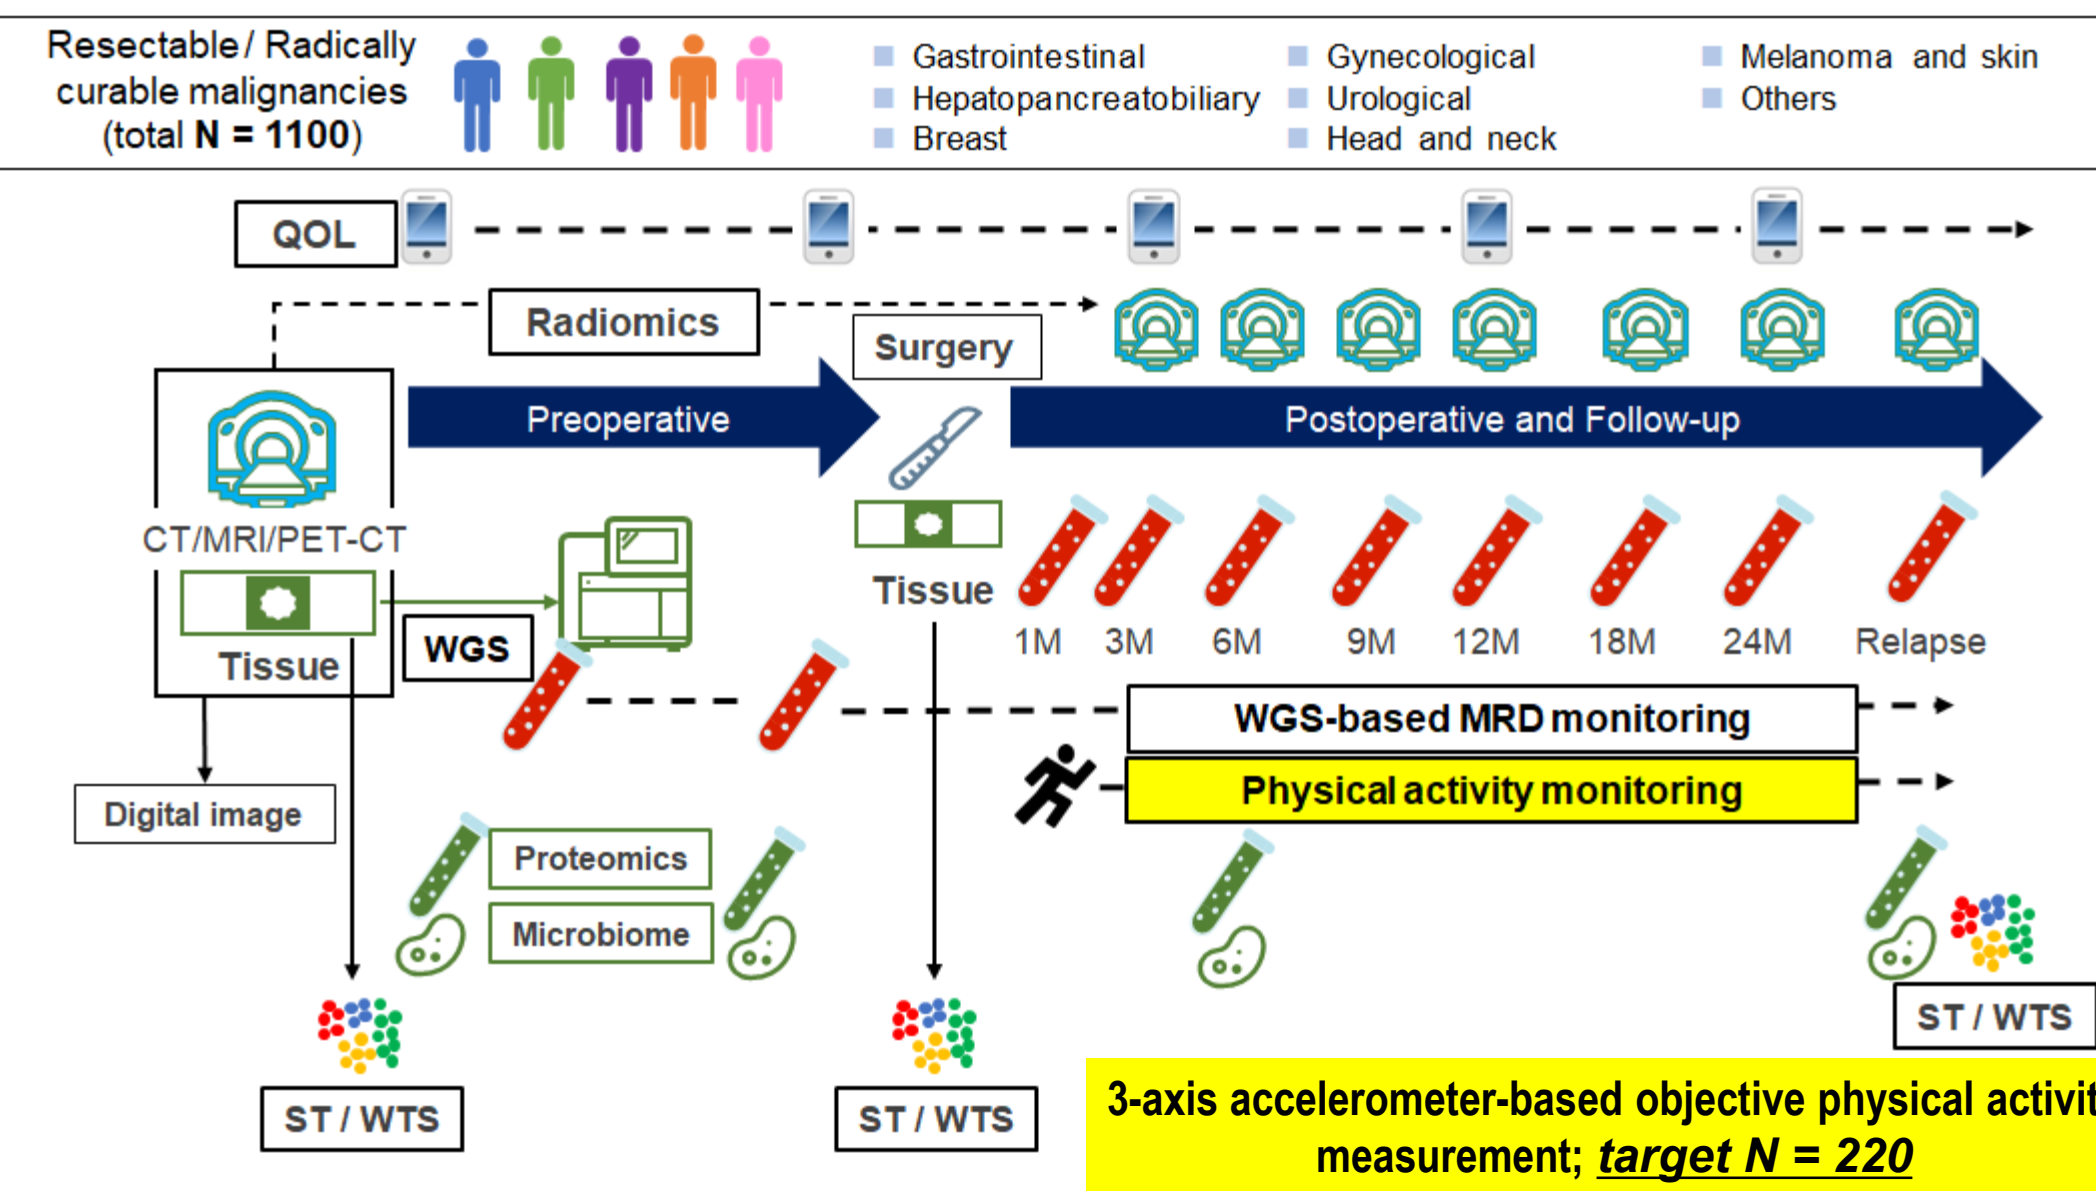 Resectable / Radically
curable malignancies
(total N = 1100)
Gastrointestinal
Hepatopancreatobiliary
Breast
Gynecological
Urological
Head and neck
Melanoma and skin
Others
QOL
Radiomics
Surgery
Preoperative
Postoperative and Follow-up
CT/MRI/PET-CT
Tissue
WGS
Tissue
1M 3M 6M 9M 12M 18M 24M Relapse
WGS-based MRD monitoring
Physical activity monitoring
Digital image
Proteomics
Microbiome
ST / WTS
ST / WTS
ST / WTS
3-axis accelerometer-based objective physical activit
measurement; target N = 220